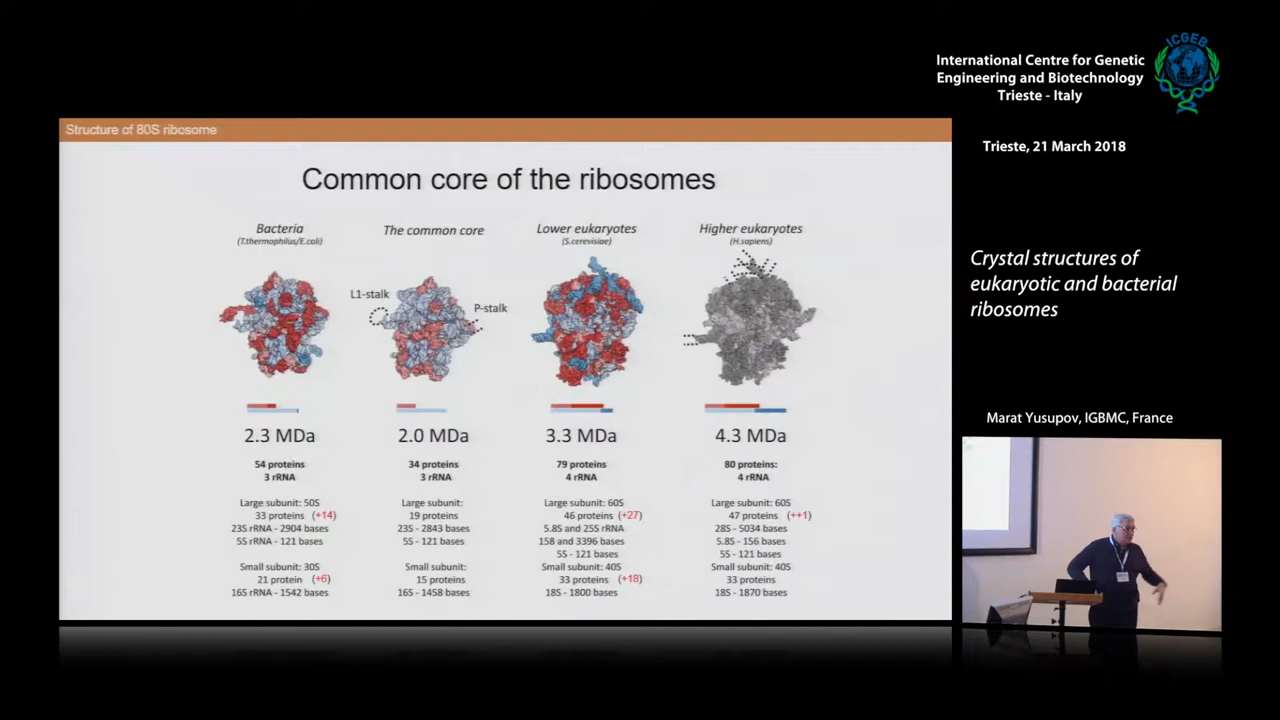 ICGEB
International Centre for Genetic
Engineering and Biotechnology
Trieste - Italy
Trieste, 21 March 2018
Crystal structures of
eukaryotic and bacterial
ribosomes
Marat Yusupov, IGBMC, France
Structure of 80S ribosome
Common core of the ribosomes
Bacteria
(T.thermophilus/E.coli)
L1-stalk
The common core
P-stalk
Lower eukaryotes
(S.cerevisiae)
Higher eukaryotes
(H.sapiens)
2.3 MDa
54 proteins
3 rRNA
Large subunit: 50S
33 proteins (+14)
23S rRNA - 2904 bases
5S rRNA - 121 bases
Small subunit: 30S
21 protein (+6)
16S rRNA - 1542 bases
2.0 MDa
34 proteins
3 rRNA
Large subunit:
19 proteins
23S - 2843 bases
5S - 121 bases
Small subunit:
15 proteins
16S - 1458 bases
3.3 MDa
79 proteins
4 rRNA
Large subunit: 60S
46 proteins (+27)
5.8S and 25S rRNA
158 and 3396 bases
5S - 121 bases
Small subunit: 40S
33 proteins (+18)
18S - 1800 bases
4.3 MDa
80 proteins:
4 rRNA
Large subunit: 60S
47 proteins (++1)
28S - 5034 bases
5.8S - 156 bases
5S - 121 bases
Small subunit: 40S
33 proteins
18S - 1870 bases